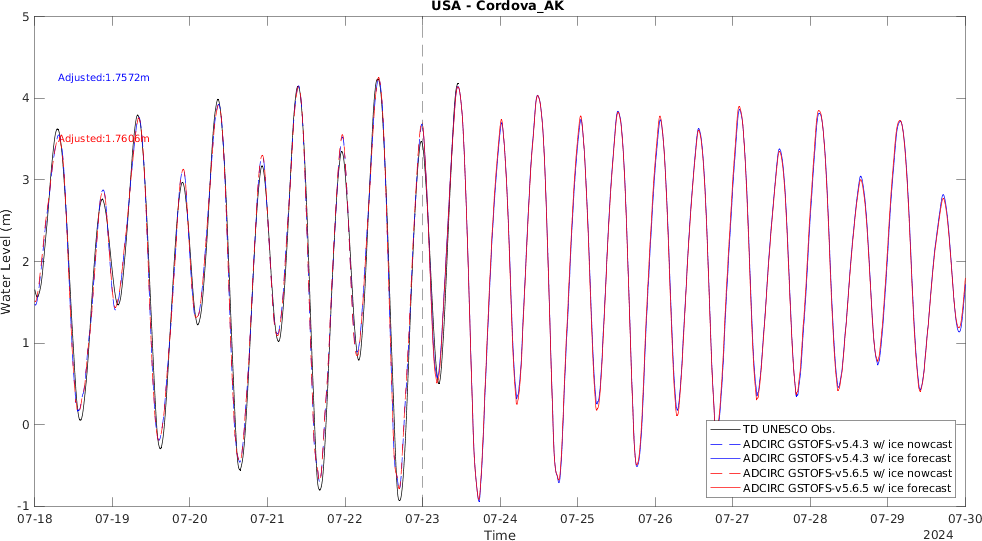 USA - Cordova_AK
5
4
3
2
1
0
-1
Water Level (m)
Adjusted:1.7572m
Adjusted:1.7606m
TD UNESCO Obs.
ADCIRC GSTOFS-v5.4.3 w/ ice nowcast
ADCIRC GSTOFS-v5.4.3 w/ ice forecast
ADCIRC GSTOFS-v5.6.5 w/ ice nowcast
ADCIRC GSTOFS-v5.6.5 w/ ice forecast
07-18 07-19 07-20 07-21 07-22 07-23 07-24 07-25 07-26 07-27 07-28 07-29 07-30
Time
2024